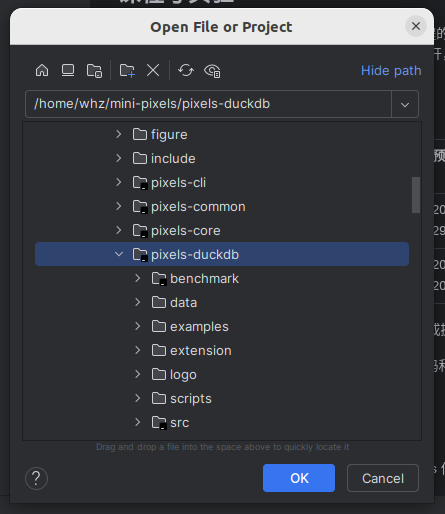 Open File or Project
Hide path
/home/whz/mini-pixels/pixels-duckdb
figure
include
pixels-cli
pixels-common
pixels-core
pixels-duckdb
benchmark
data
examples
extension
logo
scripts
src
Drag and drop a file into the space above to quickly locate it
?
OK
Cancel